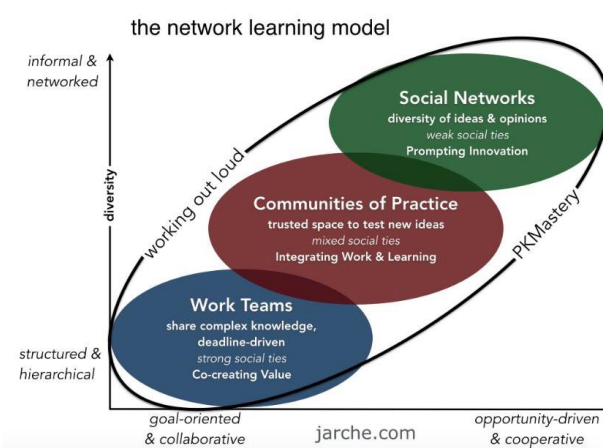 the network learning model
informal &
networked
Social Networks
diversity of ideas & opinions
weak social ties
Prompting Innovation
working out loud
diversity
Communities of Practice
trusted space to test new ideas
mixed social ties
Integrating Work & Learning
PKMastery
Work Teams
share complex knowledge,
deadline-driven
strong social ties
Co-creating Value
structured &
hierarchical
goal-oriented
& collaborative
jarche.com
opportunity-driven
& cooperative